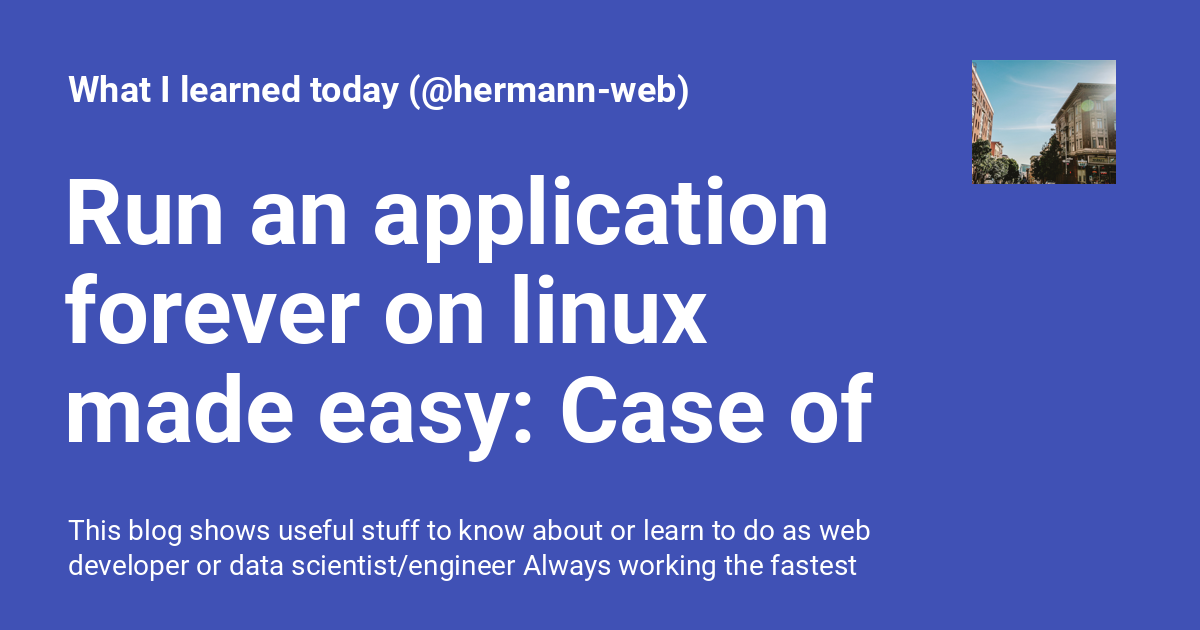 What I learned today (@hermann-web)
Run an application
forever on linux
made easy: Case of
This blog shows useful stuff to know about or learn to do as web
developer or data scientist/engineer Always working the fastest